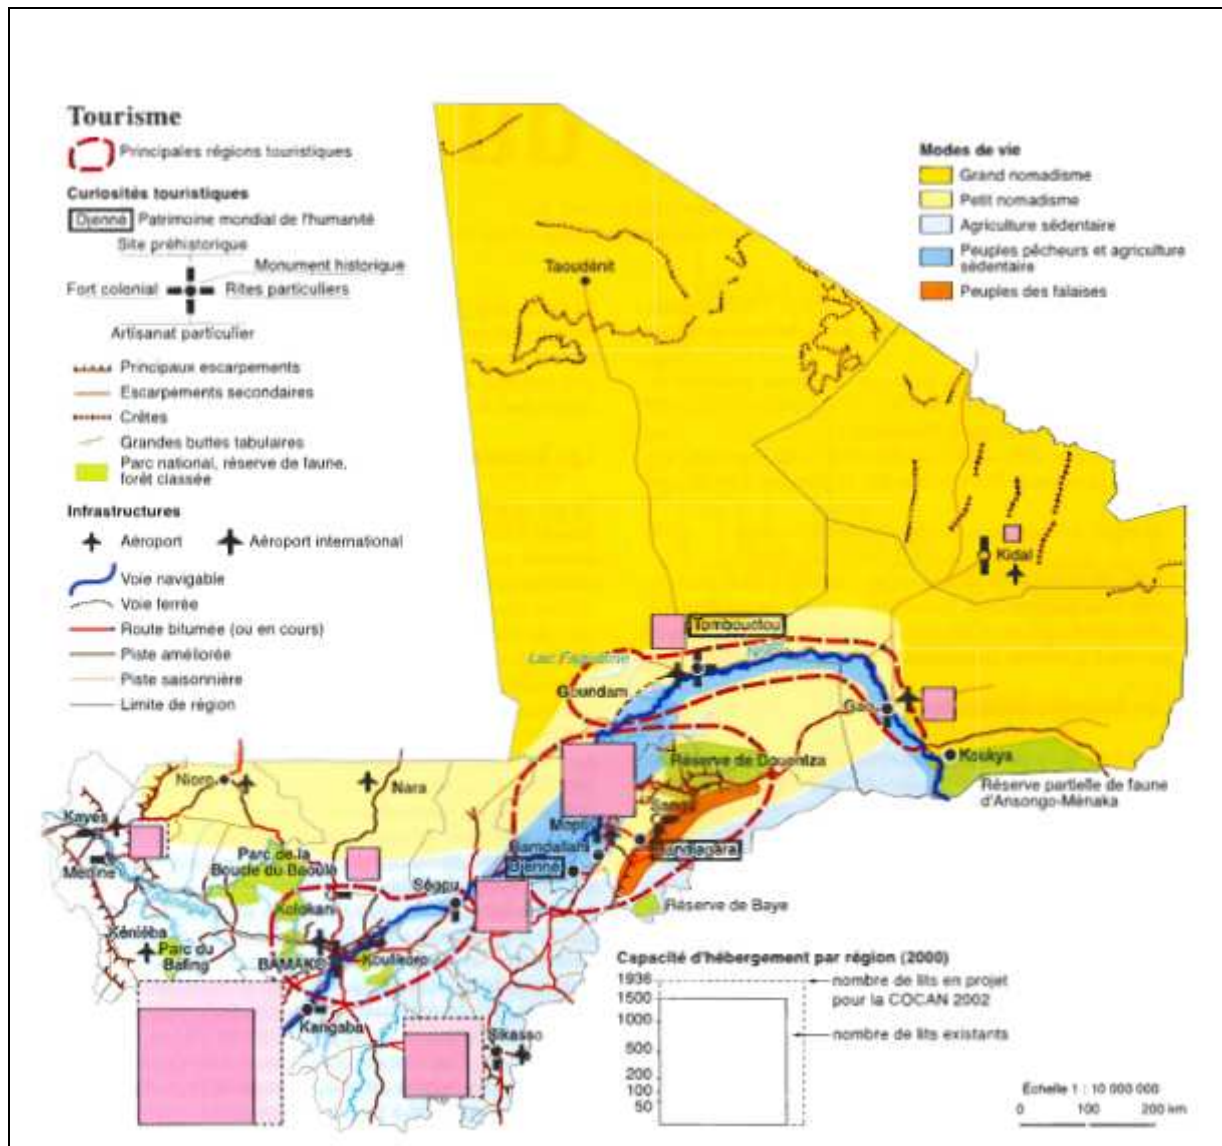 Tourisme
Principales régions touristiques
Curiosités touristiques
Djenné Patrimoine mondial de l'humanité
Site préhistorique
Monument historique
Fort colonial
Rites particuliers
Artisanat particulier
Principaux escarpements
Escarpements secondaires
Crêtes
Grandes buttes tabulaires
Parc national, réserve de faune,
forêt classée
Infrastructures
Aéroport
Aéroport international
Voie navigable
Voie ferrée
Route bitumée (ou en cours)
Piste améliorée
Piste saisonnière
Limite de région
Modes de vie
Grand nomadisme
Petit nomadisme
Agriculture sédentaire
Peuples pêcheurs et agriculture
sédentaire
Peuples des falaises
Taoudénit
Kidal
Tombouctou
Lac Faguibine
Niger
Goundam
Gao
Koukya
Réserve de Douentza
Réserve partielle de faune
d'Ansongo-Ménaka
Nioro
Nara
Kayes
Sanga
Mopti
Bandiagara
Djenné
Médine
Parc de la
Boucle du Baoulé
Ségou
Réserve de Baye
Kolokani
Sénégal
Kéniéba
Parc du
Bafing
BAMAKO
Koulikoro
Kangaba
Sikasso
Capacité d'hébergement par région (2000)
1936
1500
1000
500
200
100
50
nombre de lits en projet
pour la COCAN 2002
nombre de lits existants
Échelle 1 : 10 000 000
0 100 200 km